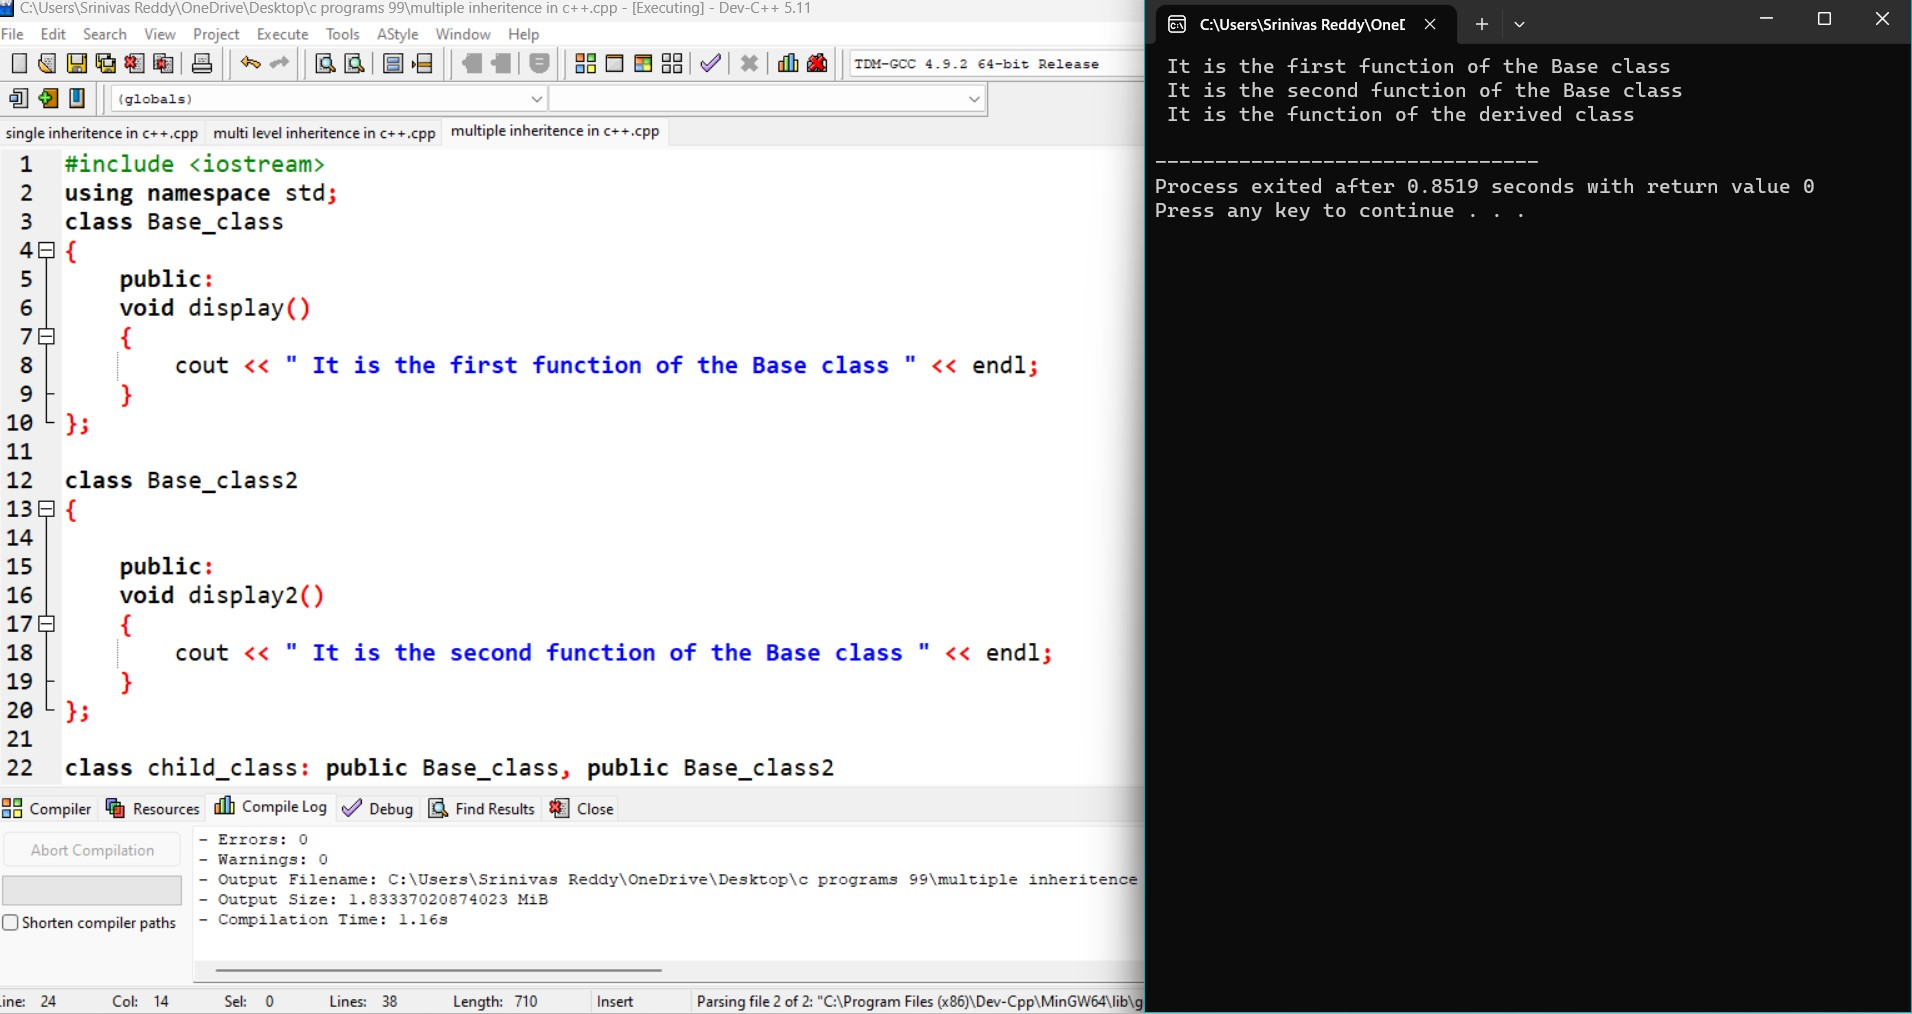 C:\Users\Srinivas Reddy\OneDrive\Desktop\c programs 99\multiple inheritence in c++.cpp - [Executing] - Dev-C++ 5.11
File Edit Search View Project Execute Tools AStyle Window Help
TDM-GCC 4.9.2 64-bit Release
(globals)
single inheritence in c++.cpp multi level inheritence in c++.cpp multiple inheritence in c++.cpp
1 #include <iostream>
2 using namespace std;
3 class Base_class
4 {
5 public:
6 void display()
7 {
8 cout << " It is the first function of the Base class " << endl;
9 }
10 };
11
12 class Base_class2
13 {
14
15 public:
16 void display2()
17 {
18 cout << " It is the second function of the Base class " << endl;
19 }
20 };
21
22 class child_class: public Base_class, public Base_class2
Compiler Resources Compile Log Debug Find Results Close
Abort Compilation
Shorten compiler paths
- Errors: 0
- Warnings: 0
- Output Filename: C:\Users\Srinivas Reddy\OneDrive\Desktop\c programs 99\multiple inheritence
- Output Size: 1.83337020874023 MiB
- Compilation Time: 1.16s
ine: 24 Col: 14 Sel: 0 Lines: 38 Length: 710 Insert Parsing file 2 of 2: "C:\Program Files (x86)\Dev-Cpp\MinGW64\lib\g
C:\Users\Srinivas Reddy\OneD
It is the first function of the Base class
It is the second function of the Base class
It is the function of the derived class
--------------------------------
Process exited after 0.8519 seconds with return value 0
Press any key to continue . . .